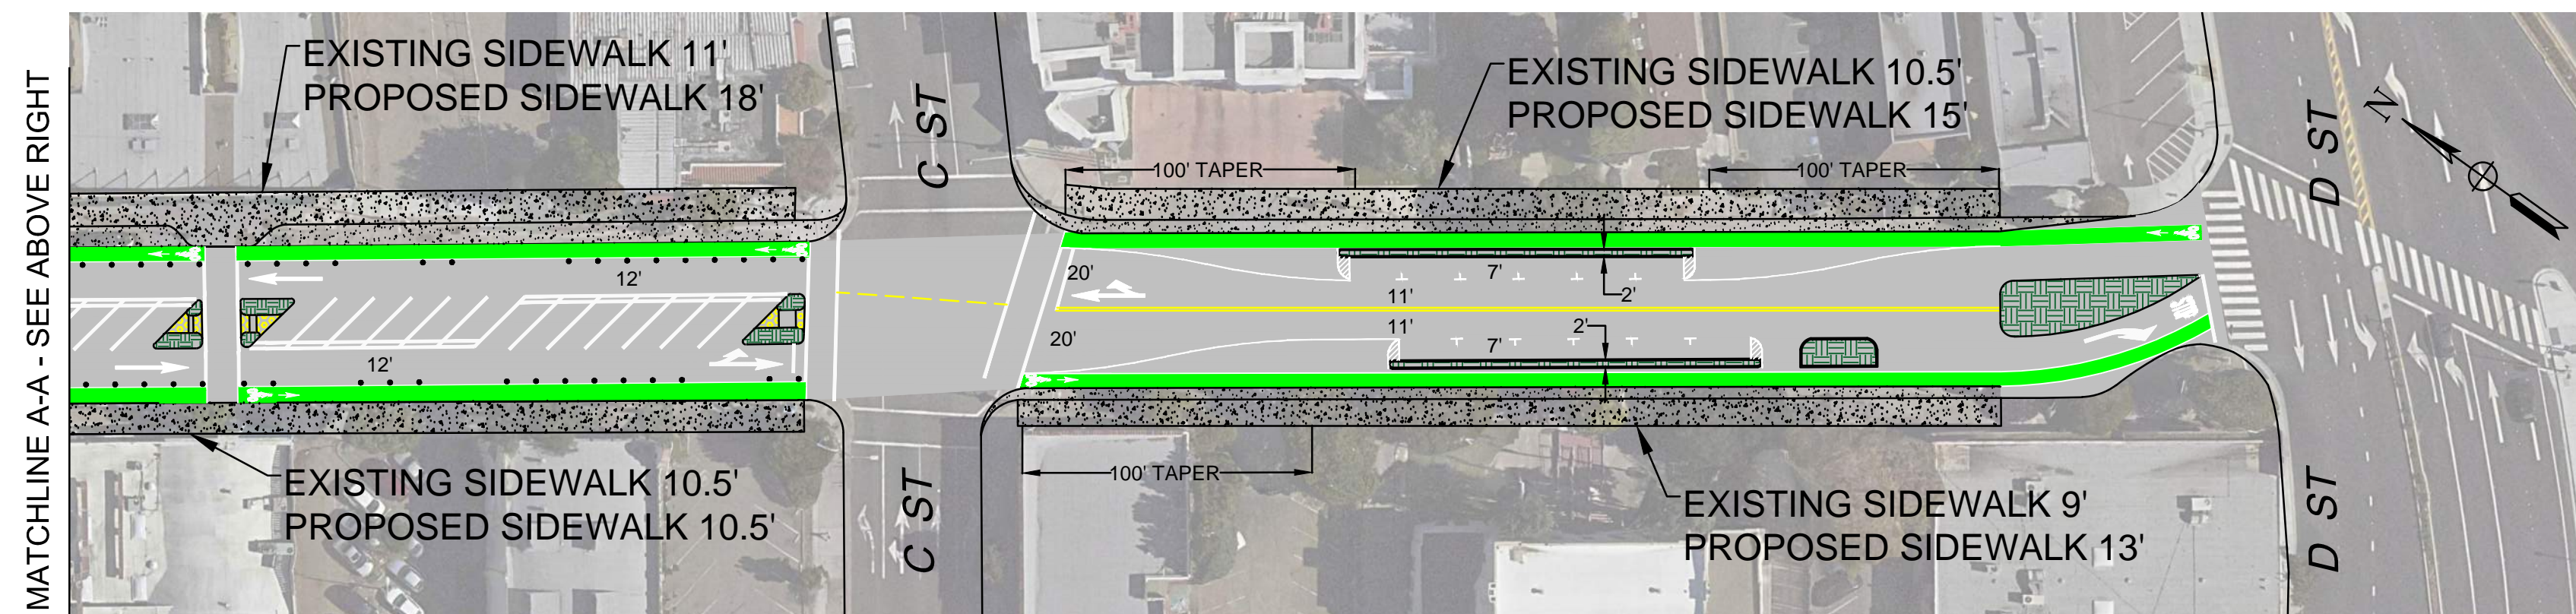 MATCHLINE A-A - SEE ABOVE RIGHT
EXISTING SIDEWALK 11'
PROPOSED SIDEWALK 18'
C ST
EXISTING SIDEWALK 10.5'
PROPOSED SIDEWALK 15'
D ST
N
100' TAPER
100' TAPER
12'
20'
7'
11'
2'
12'
20'
11'
2'
7'
100' TAPER
EXISTING SIDEWALK 10.5'
PROPOSED SIDEWALK 10.5'
C ST
EXISTING SIDEWALK 9'
PROPOSED SIDEWALK 13'
D ST